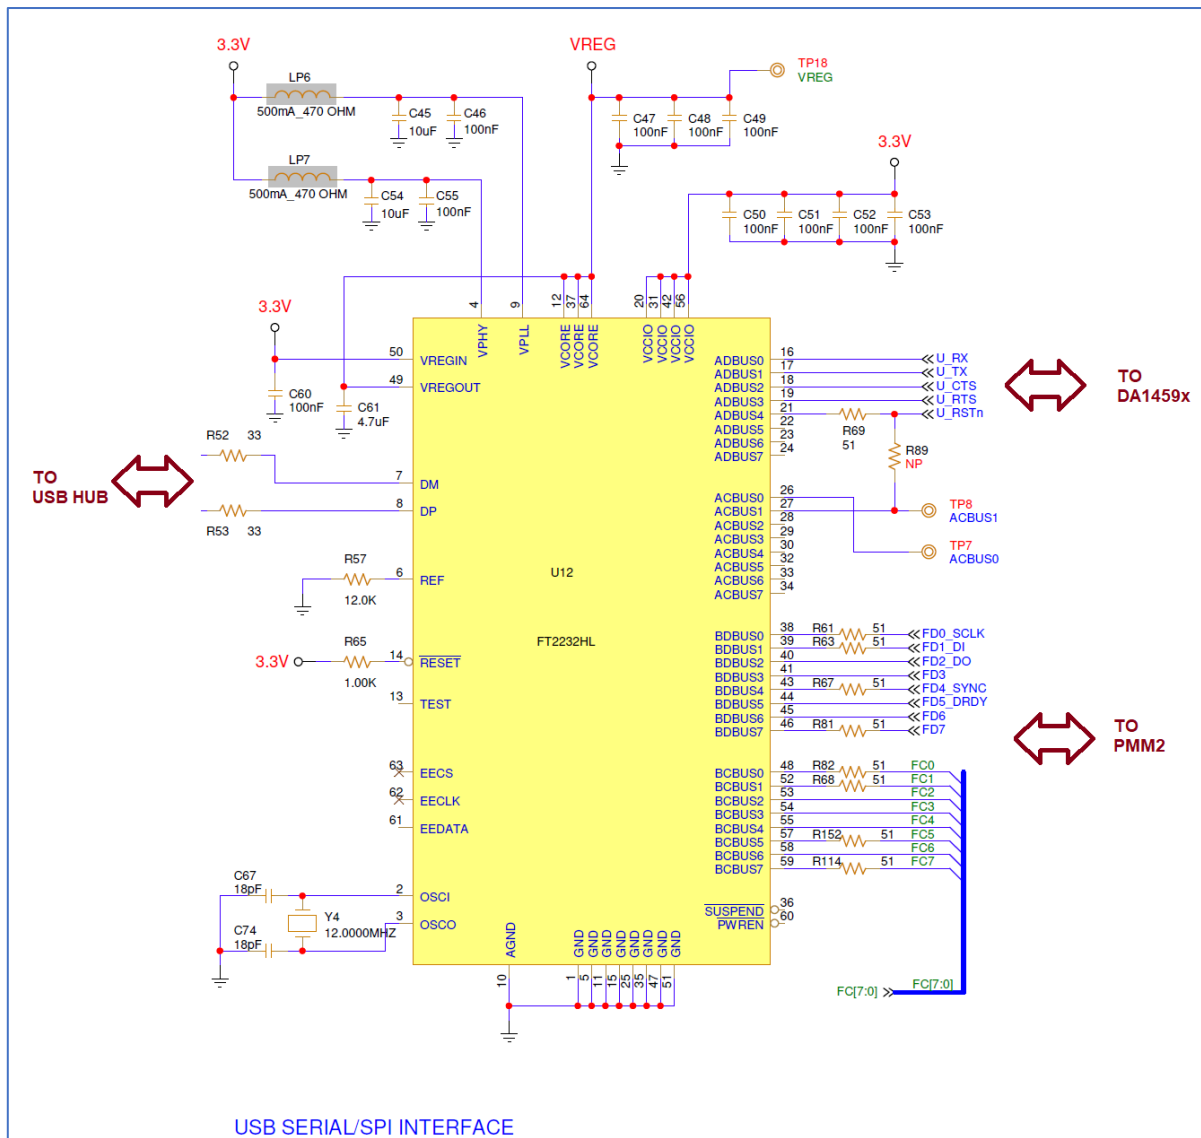 3.3V
VREG
LP6
500mA_470 OHM
C45
10uF
C46
100nF
TP18
VREG
C47
100nF
C48
100nF
C49
100nF
3.3V
LP7
500mA_470 OHM
C54
10uF
C55
100nF
C50
100nF
C51
100nF
C52
100nF
C53
100nF
4
9
12
37
64
20
31
42
56
VPHY
VPLL
VCORE
VCORE
VCORE
VCCIO
VCCIO
VCCIO
VCCIO
3.3V
50
VREGIN
49
VREGOUT
C60
100nF
C61
4.7uF
R52 33
TO
USB HUB
7
DM
8
DP
R53 33
R57
6
REF
12.0K
R65
3.3V
14
RESET
1.00K
13
TEST
63
EECS
62
EECLK
61
EEDATA
C67
18pF
2
OSCI
Y4
12.0000MHZ
3
OSCO
C74
18pF
U12
FT2232HL
ADBUS0 16 U_RX
ADBUS1 17 U_TX
ADBUS2 18 U_CTS
ADBUS3 19 U_RTS
ADBUS4 21 U_RSTn
ADBUS5 22
ADBUS6 23
ADBUS7 24
R69
51
R89
NP
TO
DA1459x
ACBUS0 26
ACBUS1 27
ACBUS2 28
ACBUS3 29
ACBUS4 30
ACBUS5 32
ACBUS6 33
ACBUS7 34
TP8
ACBUS1
TP7
ACBUS0
BDBUS0 38 R61 51 FD0_SCLK
BDBUS1 39 R63 51 FD1_DI
BDBUS2 40 FD2_DO
BDBUS3 41 FD3
BDBUS4 43 R67 51 FD4_SYNC
BDBUS5 44 FD5_DRDY
BDBUS6 45 FD6
BDBUS7 46 R81 51 FD7
TO
PMM2
BCBUS0 48 R82 51 FC0
BCBUS1 52 R68 51 FC1
BCBUS2 53 FC2
BCBUS3 54 FC3
BCBUS4 55 FC4
BCBUS5 57 R152 51 FC5
BCBUS6 58 FC6
BCBUS7 59 R114 51 FC7
SUSPEND 36
PWREN 60
AGND
GND
GND
GND
GND
GND
GND
GND
GND
10
1
5
11
15
25
35
47
51
FC[7:0]
FC[7:0]
USB SERIAL/SPI INTERFACE